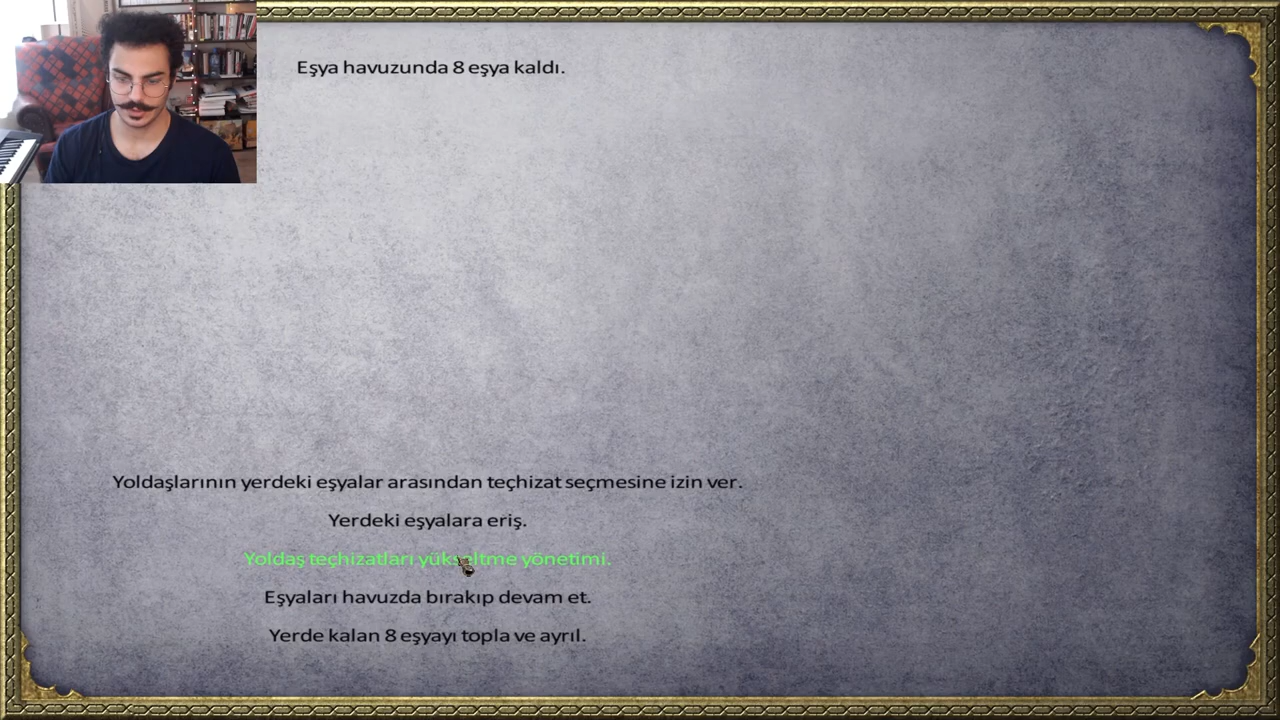 Eşya havuzunda 8 eşya kaldı.
Yoldaşlarının yerdeki eşyalar arasından teçhizat seçmesine izin ver.
Yerdeki eşyalara eriş.
Yoldaş teçhizatları yükseltme yönetimi.
Eşyaları havuzda bırakıp devam et.
Yerde kalan 8 eşyayı topla ve ayrıl.